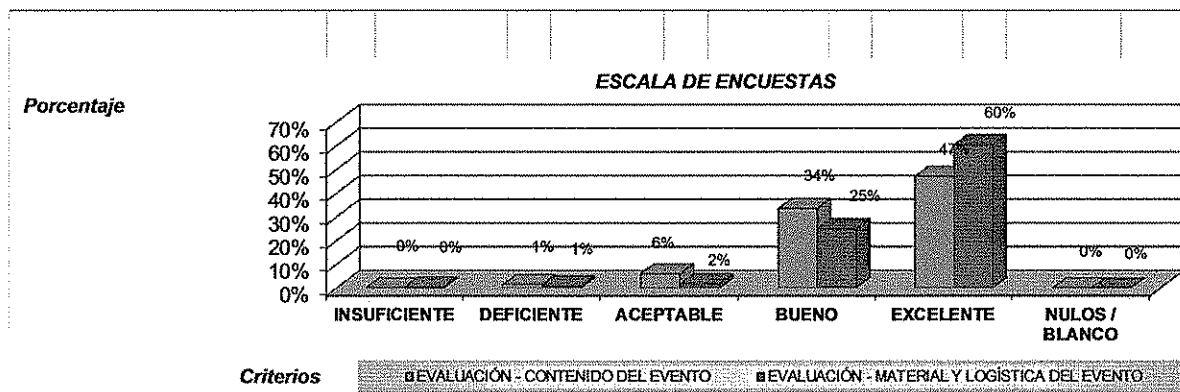 ESCALA DE ENCUESTAS
Porcentaje
70%
60%
50%
40%
30%
20%
10%
0%
0% 0% 1% 1% 6% 2% 34% 25% 47% 60% 0% 0%
INSUFICIENTE DEFICIENTE ACEPTABLE BUENO EXCELENTE NULOS / BLANCO
Criterios
EVALUACIÓN - CONTENIDO DEL EVENTO EVALUACIÓN - MATERIAL Y LOGÍSTICA DEL EVENTO